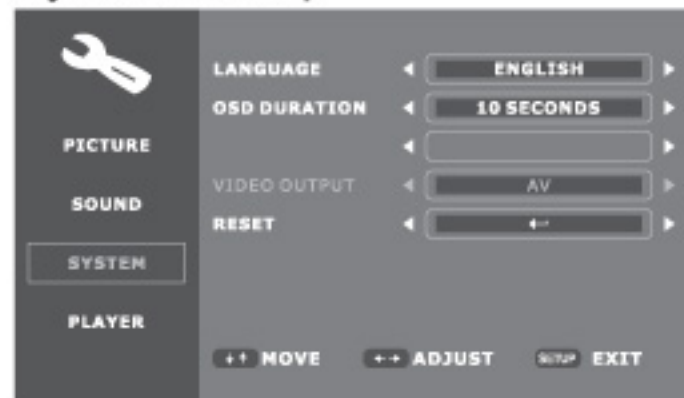 LANGUAGE ENGLISH
OSD DURATION 10 SECONDS
PICTURE
VIDEO OUTPUT AV
SOUND
RESET
SYSTEM
PLAYER
MOVE ADJUST SETUP EXIT